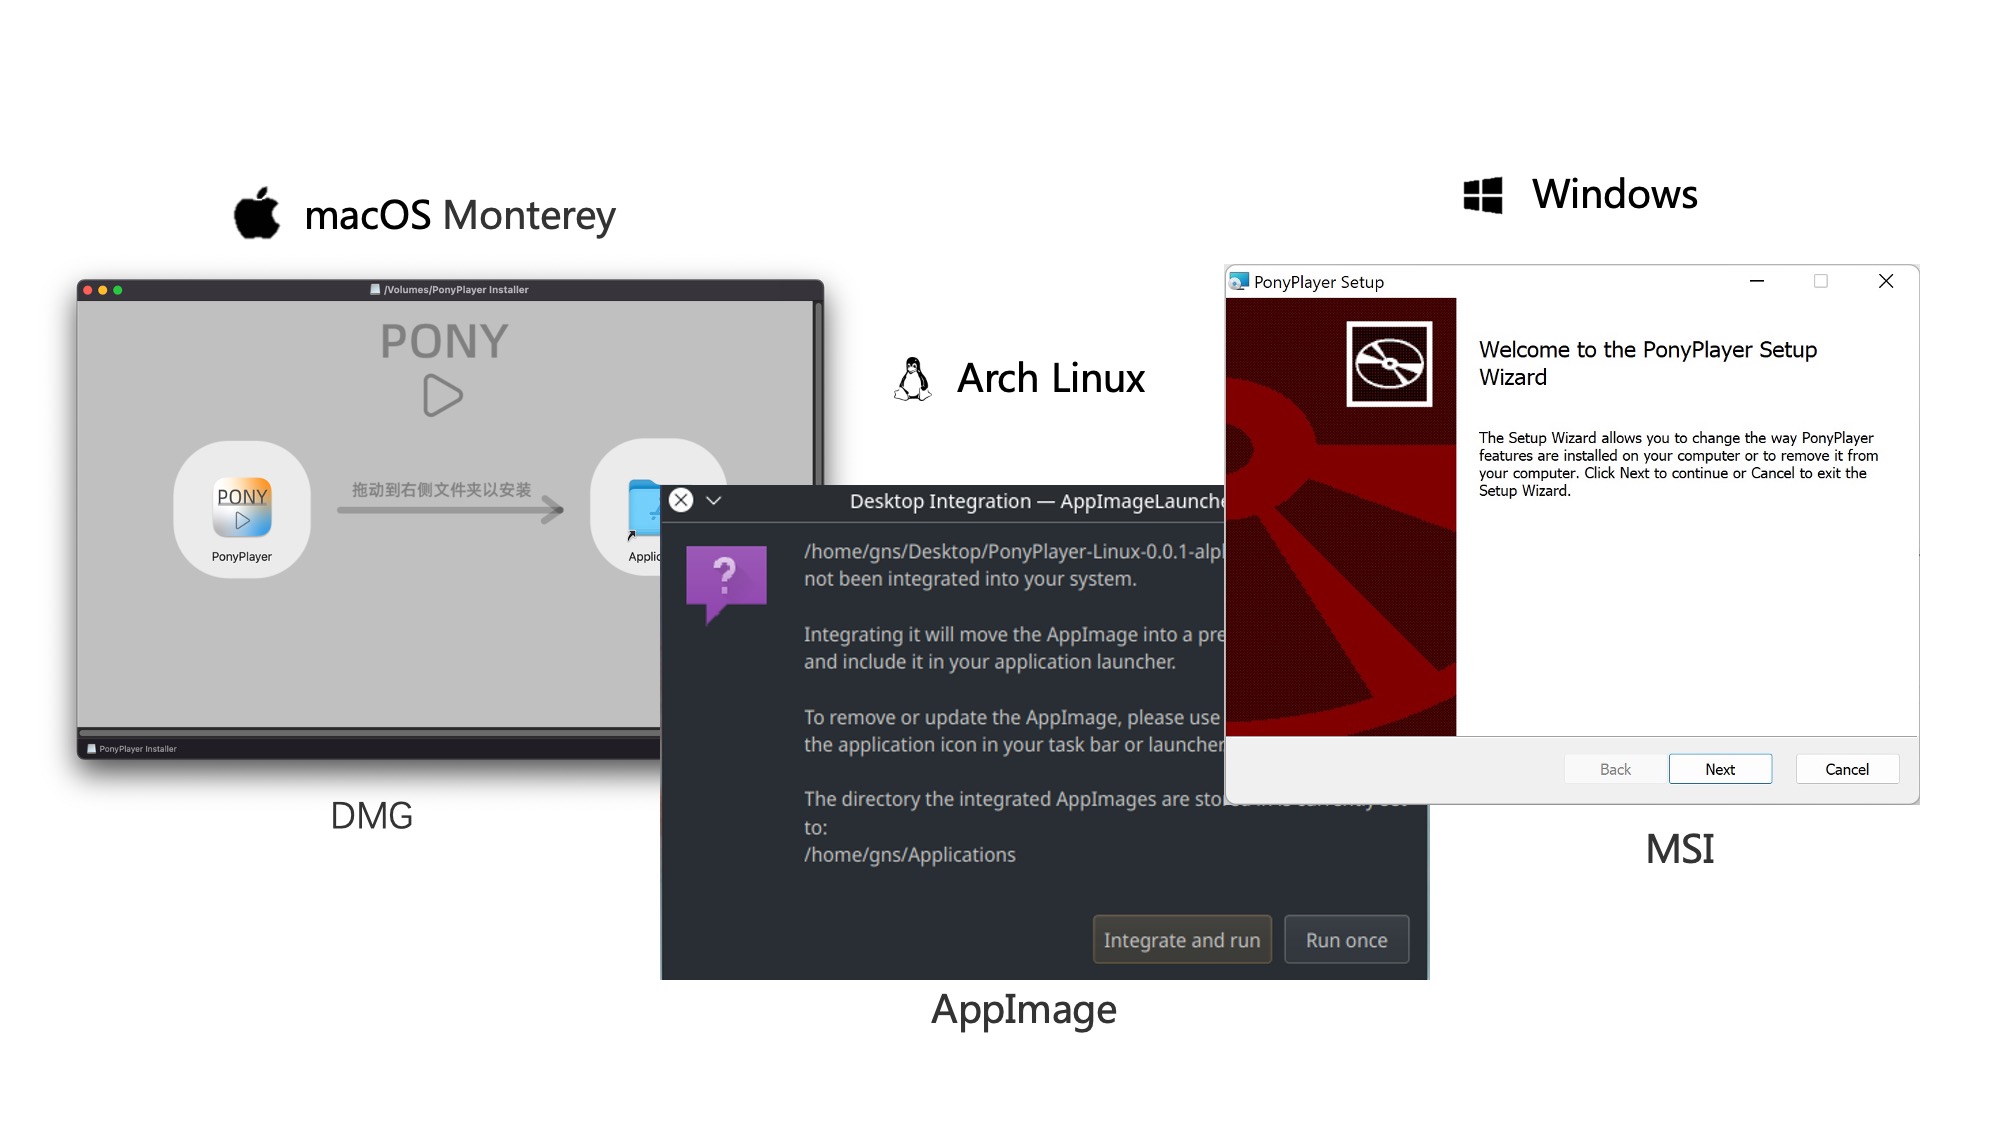 macOS Monterey
/Volumes/PonyPlayer Installer
PONY
PONY
拖动到右侧文件夹以安装
PonyPlayer
PonyPlayer Installer
DMG
Arch Linux
Desktop Integration — AppImageLaunche
/home/gns/Desktop/PonyPlayer-Linux-0.0.1-alp
not been integrated into your system.
Integrating it will move the AppImage into a pre
and include it in your application launcher.
To remove or update the AppImage, please use
the application icon in your task bar or launcher
The directory the integrated AppImages are stored in is currently set
to:
/home/gns/Applications
Integrate and run
Run once
AppImage
Windows
PonyPlayer Setup
Welcome to the PonyPlayer Setup
Wizard
The Setup Wizard allows you to change the way PonyPlayer
features are installed on your computer or to remove it from
your computer. Click Next to continue or Cancel to exit the
Setup Wizard.
Back
Next
Cancel
MSI